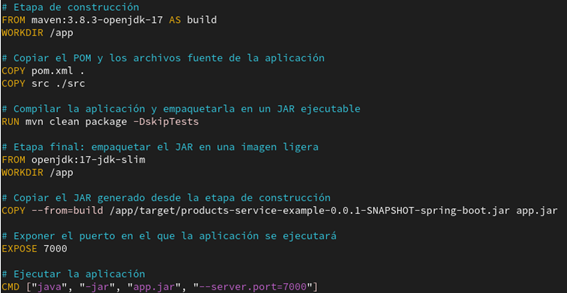 # Etapa de construcción
FROM maven:3.8.3-openjdk-17 AS build
WORKDIR /app
# Copiar el POM y los archivos fuente de la aplicación
COPY pom.xml .
COPY src ./src
# Compilar la aplicación y empaquetarla en un JAR ejecutable
RUN mvn clean package -DskipTests
# Etapa final: empaquetar el JAR en una imagen ligera
FROM openjdk:17-jdk-slim
WORKDIR /app
# Copiar el JAR generado desde la etapa de construcción
COPY --from=build /app/target/products-service-example-0.0.1-SNAPSHOT-spring-boot.jar app.jar
# Exponer el puerto en el que la aplicación se ejecutará
EXPOSE 7000
# Ejecutar la aplicación
CMD ["java", "-jar", "app.jar", "--server.port=7000"]